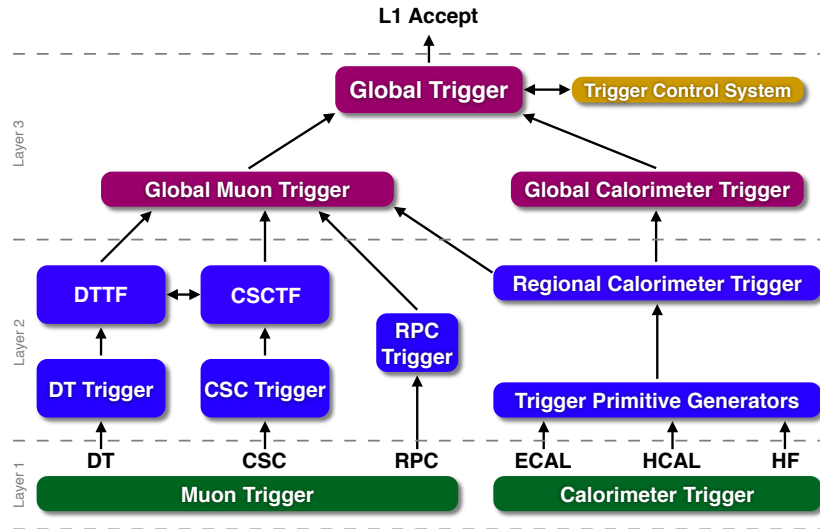 L1 Accept
Layer 3
Global Trigger
Trigger Control System
Global Muon Trigger
Global Calorimeter Trigger
Layer 2
DTTF
CSCTF
Regional Calorimeter Trigger
RPC
Trigger
DT Trigger
CSC Trigger
Trigger Primitive Generators
Layer 1
DT
CSC
RPC
ECAL
HCAL
HF
Muon Trigger
Calorimeter Trigger